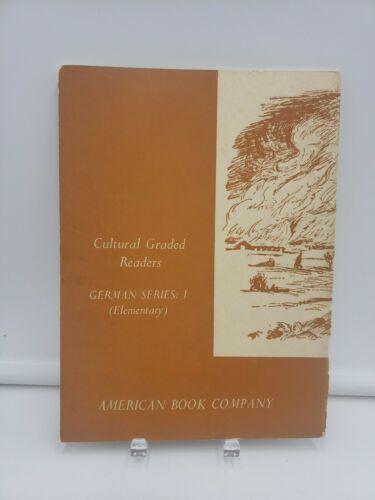 Cultural Graded
Readers
GERMAN SERIES: I
(Elementary)
AMERICAN BOOK COMPANY